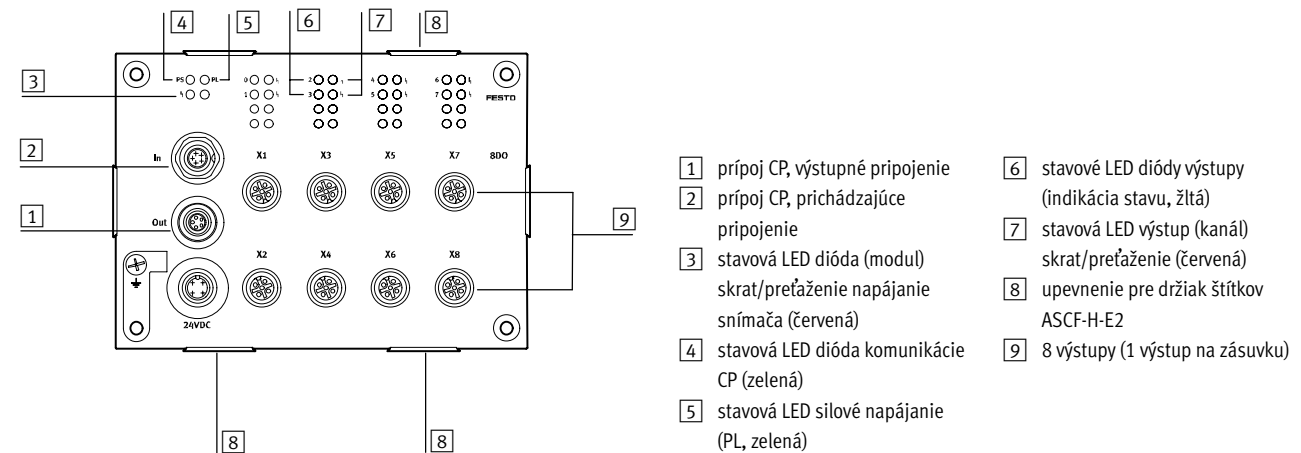 4 5 6 7 8
3
PS PL 0 2 4 6
1 3 5 7
FESTO
2
In X1 X3 X5 X7 8DO
1
Out
9
X2 X4 X6 X8
24VDC
8 8
1 prípoj CP, výstupné pripojenie
2 prípoj CP, prichádzajúce
pripojenie
3 stavová LED dióda (modul)
skrat/preťaženie napájanie
snímača (červená)
4 stavová LED dióda komunikácie
CP (zelená)
5 stavová LED silové napájanie
(PL, zelená)
6 stavové LED diódy výstupy
(indikácia stavu, žltá)
7 stavová LED výstup (kanál)
skrat/preťaženie (červená)
8 upevnenie pre držiak štítkov
ASCF-H-E2
9 8 výstupy (1 výstup na zásuvku)